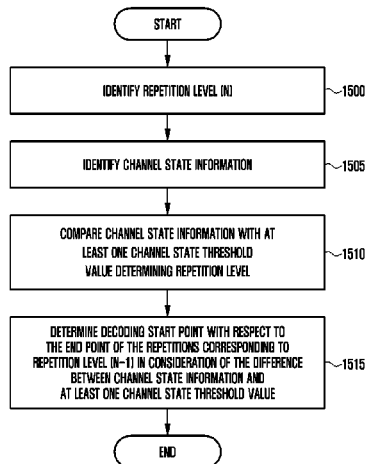 START
IDENTIFY REPETITION LEVEL (N)
1500
IDENTIFY CHANNEL STATE INFORMATION
1505
COMPARE CHANNEL STATE INFORMATION WITH AT
LEAST ONE CHANNEL STATE THRESHOLD
VALUE DETERMINING REPETITION LEVEL
1510
DETERMINE DECODING START POINT WITH RESPECT TO
THE END POINT OF THE REPETITIONS CORRESPONDING TO
REPETITION LEVEL (N-1) IN CONSIDERATION OF THE DIFFERENCE
BETWEEN CHANNEL STATE INFORMATION AND
AT LEAST ONE CHANNEL STATE THRESHOLD VALUE
1515
END